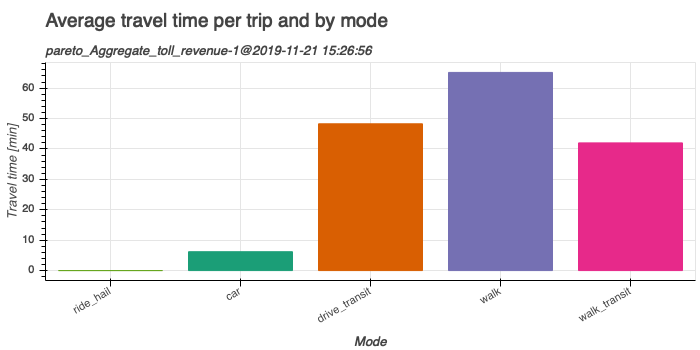 Average travel time per trip and by mode
pareto_Aggregate_toll_revenue-1@2019-11-21 15:26:56
Travel time [min]
60
50
40
30
20
10
0
ride_hail
car
drive_transit
walk
walk_transit
Mode